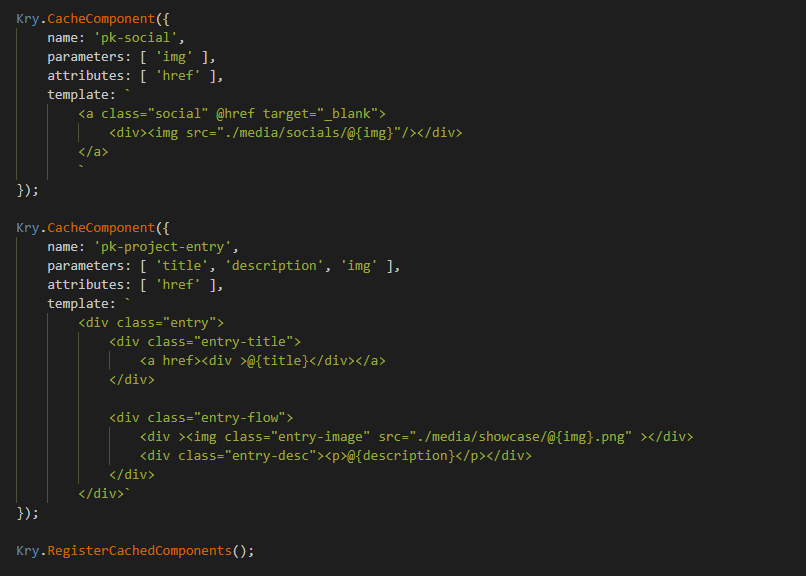 Kry.CacheComponent({
    name: 'pk-social',
    parameters: [ 'img' ],
    attributes: [ 'href' ],
    template: `
        <a class="social" @href target="_blank">
            <div><img src="./media/socials/@{img}"/></div>
        </a>
        `
});

Kry.CacheComponent({
    name: 'pk-project-entry',
    parameters: [ 'title', 'description', 'img' ],
    attributes: [ 'href' ],
    template: `
        <div class="entry">
            <div class="entry-title">
                <a href><div >@{title}</div></a>
            </div>

            <div class="entry-flow">
                <div ><img class="entry-image" src="./media/showcase/@{img}.png" ></div>
                <div class="entry-desc"><p>@{description}</p></div>
            </div>
        </div>`
});

Kry.RegisterCachedComponents();